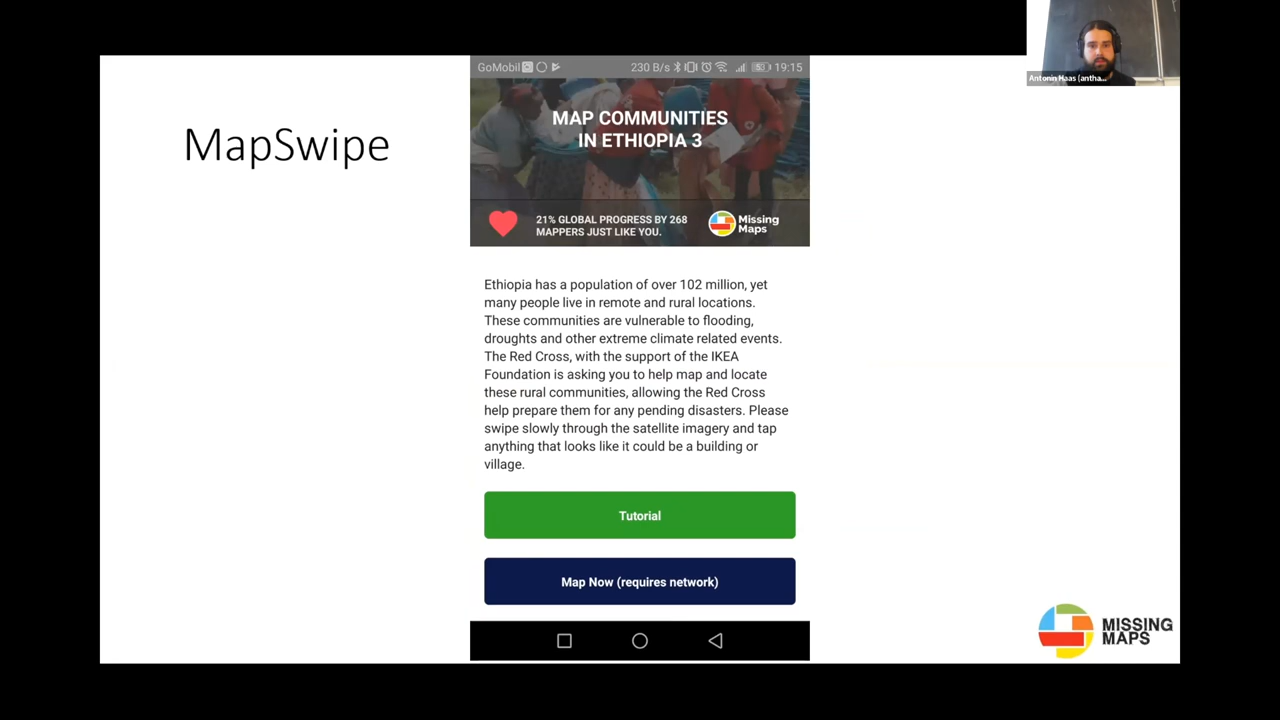 MapSwipe
GoMobil
230 B/s
19:15
MAP COMMUNITIES
IN ETHIOPIA 3
21% GLOBAL PROGRESS BY 268
MAPPERS JUST LIKE YOU.
Missing
Maps
Ethiopia has a population of over 102 million, yet
many people live in remote and rural locations.
These communities are vulnerable to flooding,
droughts and other extreme climate related events.
The Red Cross, with the support of the IKEA
Foundation is asking you to help map and locate
these rural communities, allowing the Red Cross
help prepare them for any pending disasters. Please
swipe slowly through the satellite imagery and tap
anything that looks like it could be a building or
village.
Tutorial
Map Now (requires network)
MISSING
MAPS
Antonin Haas (antha...